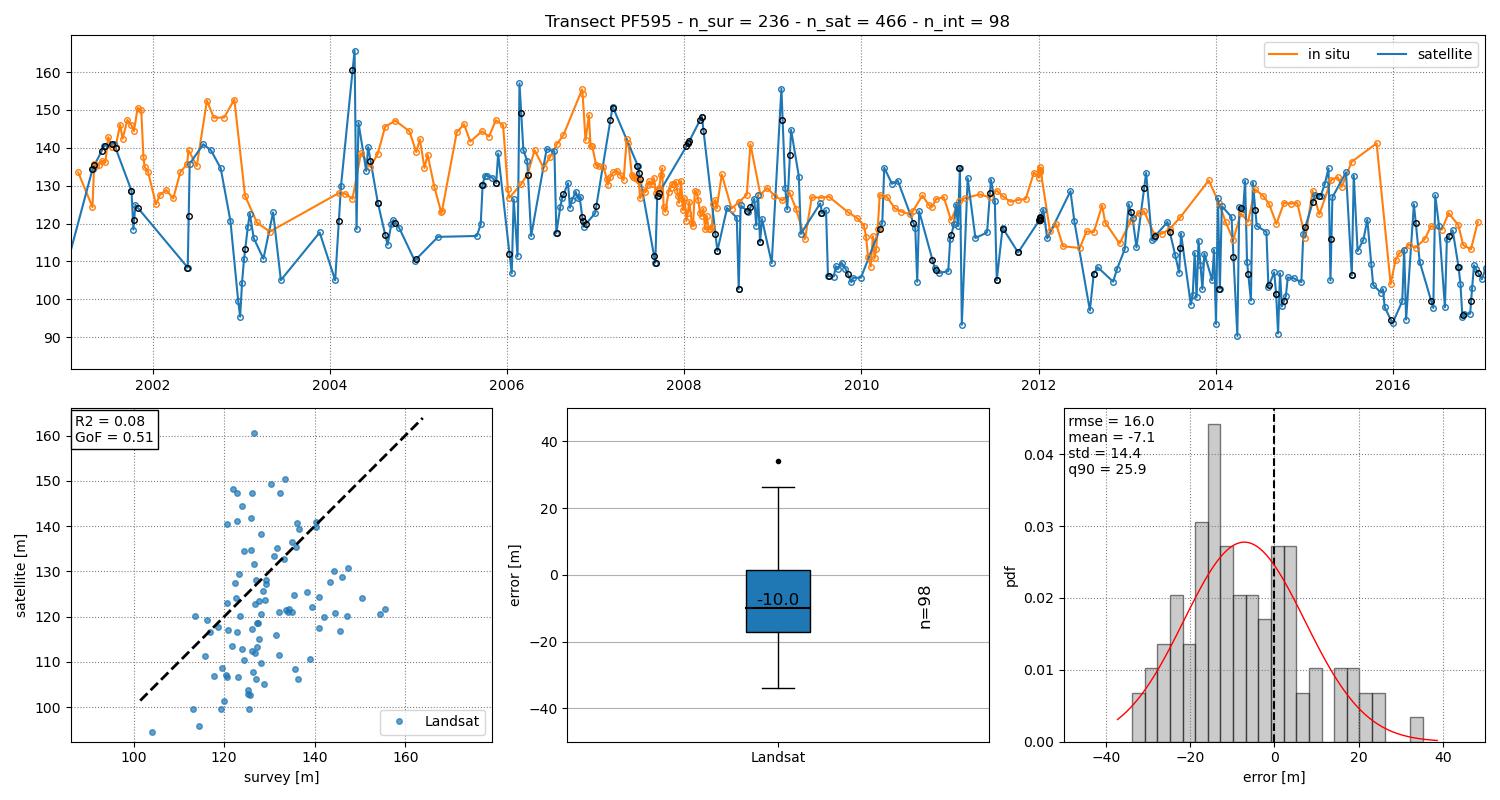 Transect PF595 - n_sur = 236 - n_sat = 466 - n_int = 98
in situ
satellite
160
150
140
130
120
110
100
90
2002
2004
2006
2008
2010
2012
2014
2016
R2 = 0.08
GoF = 0.51
satellite [m]
160
150
140
130
120
110
100
Landsat
100
120
140
160
survey [m]
error [m]
40
20
0
−20
−40
-10.0
n=98
Landsat
pdf
rmse = 16.0
mean = -7.1
std = 14.4
q90 = 25.9
0.04
0.03
0.02
0.01
0.00
−40
−20
0
20
40
error [m]